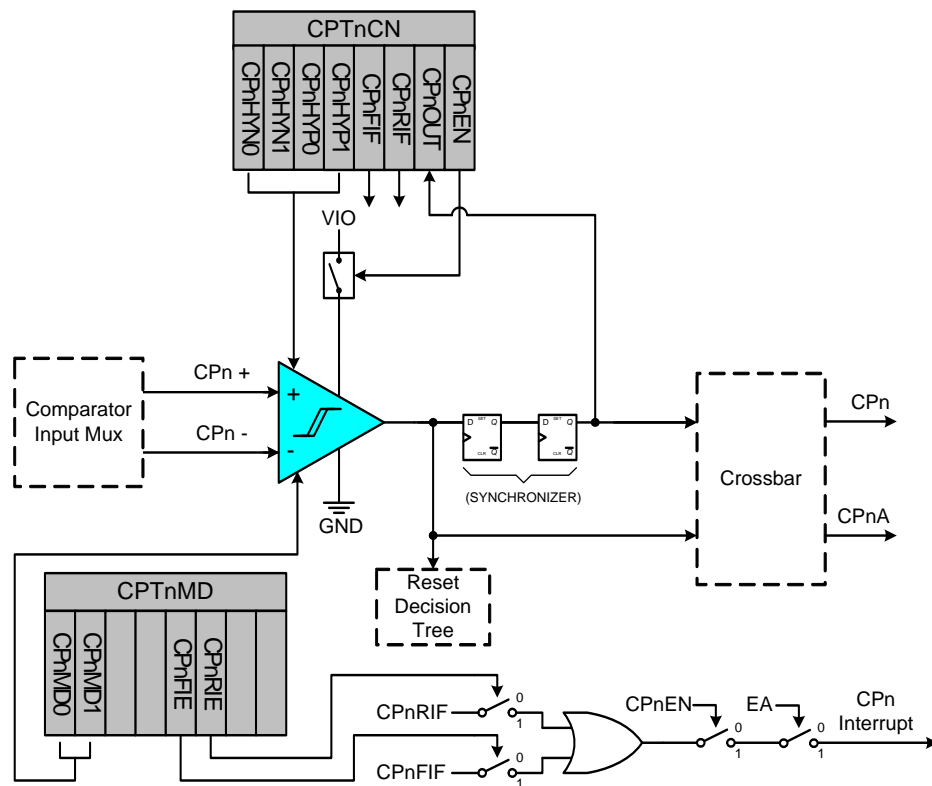 CPTnCN
CPnHYN0
CPnHYN1
CPnHYP0
CPnHYP1
CPnFIF
CPnRIF
CPnOUT
CPnEN
VIO
Comparator
Input Mux
CPn +
CPn -
+
-
GND
D SET Q
CLR Q
D SET Q
CLR Q
(SYNCHRONIZER)
Crossbar
CPn
CPnA
Reset
Decision
Tree
CPTnMD
CPnMD0
CPnMD1
CPnFIE
CPnRIE
CPnRIF
0
1
CPnFIF
0
1
CPnEN
0
1
EA
0
1
CPn
Interrupt